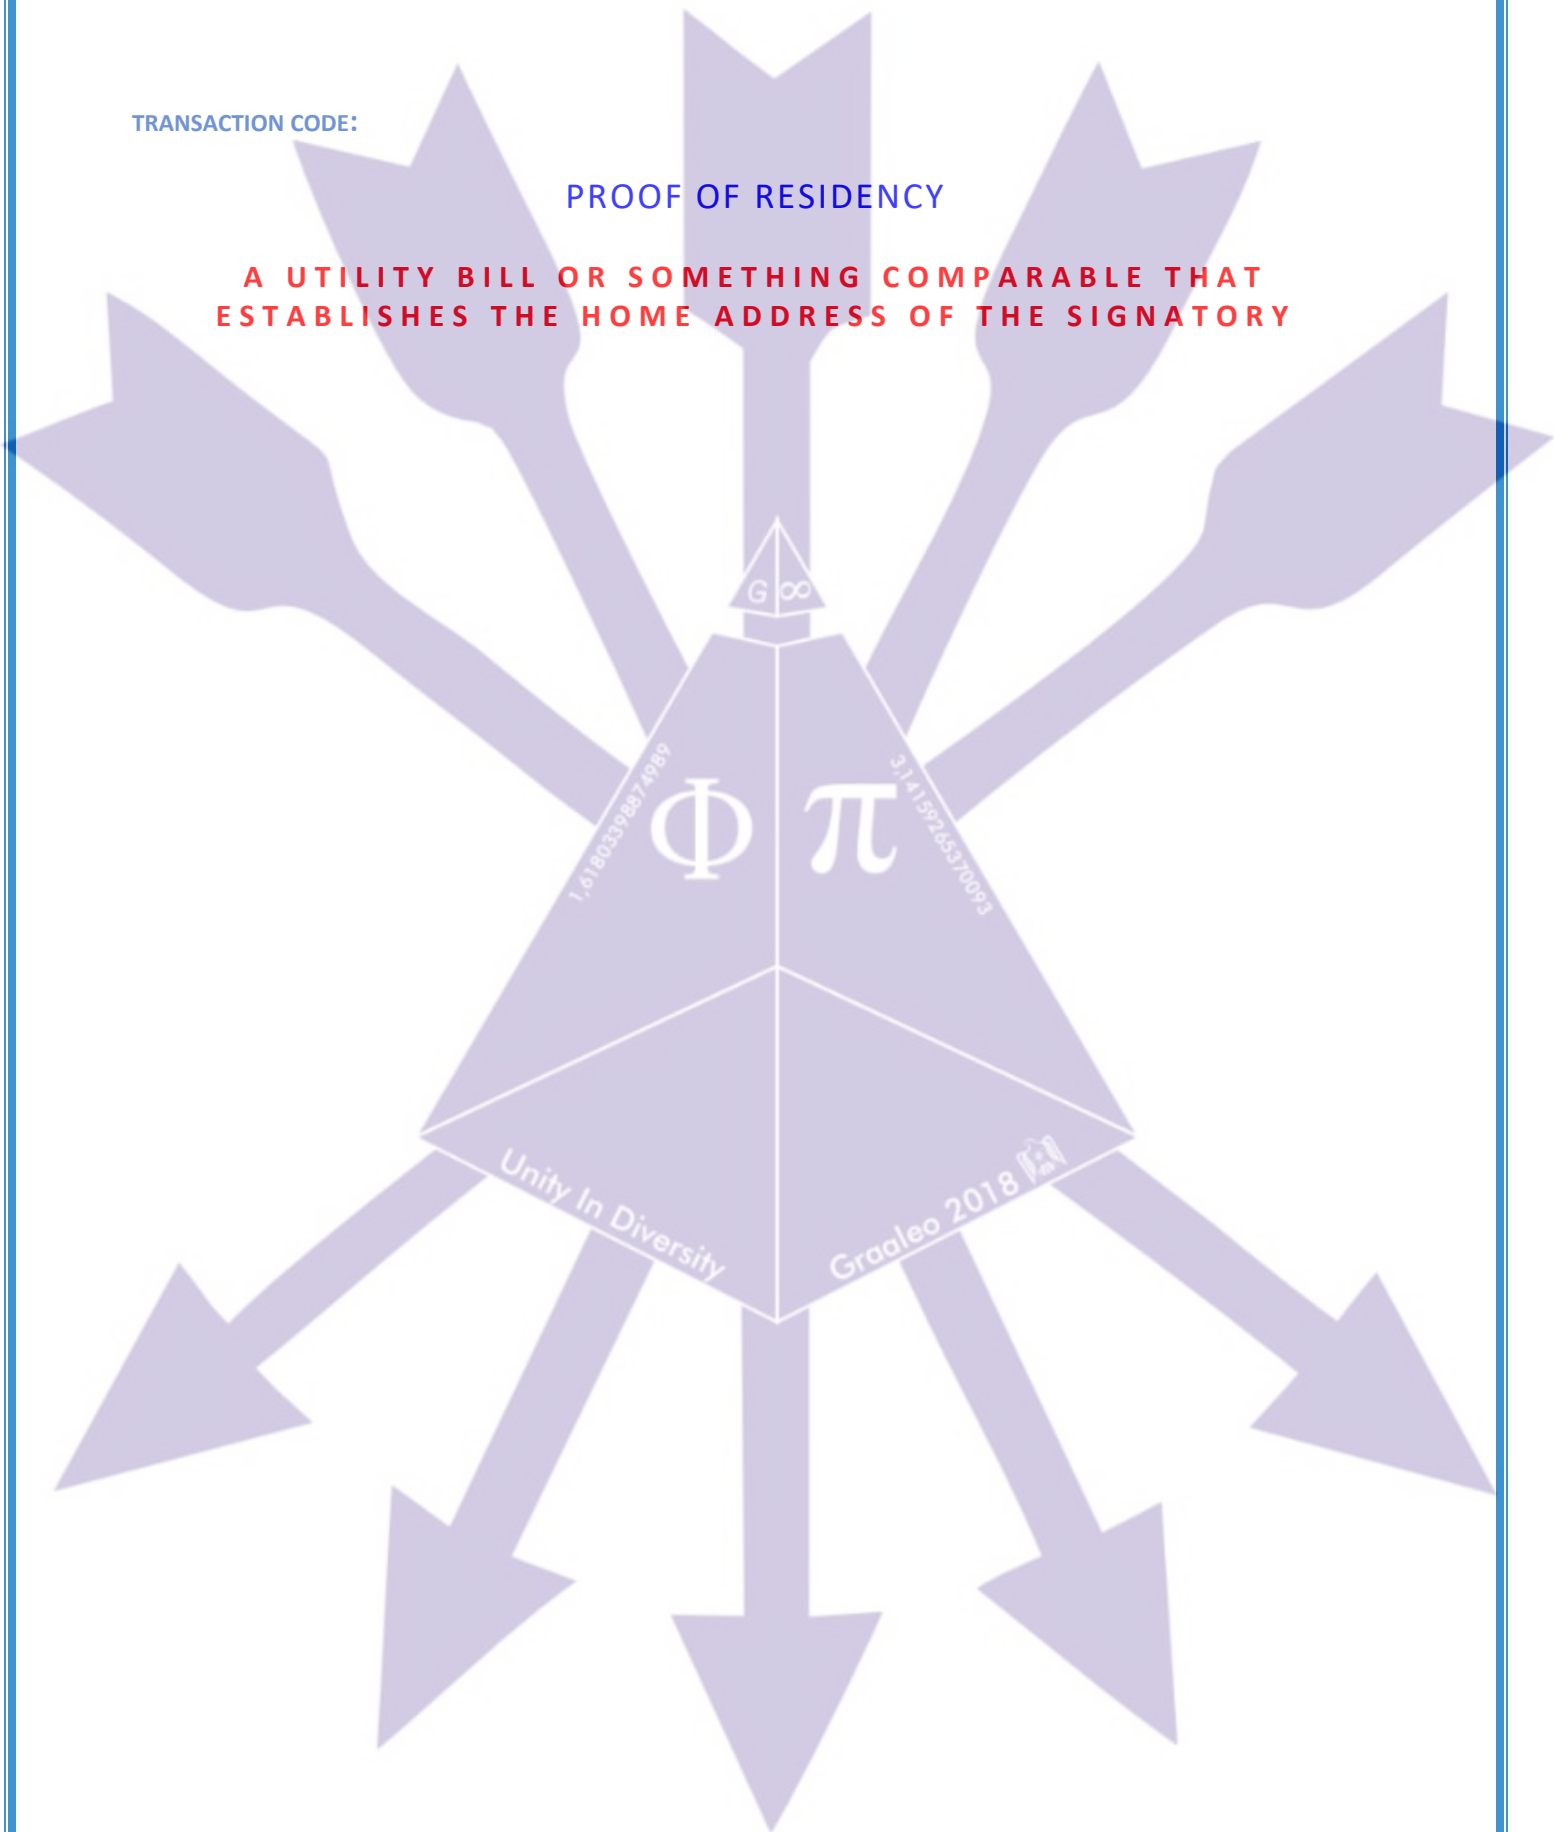 TRANSACTION CODE:
PROOF OF RESIDENCY
A UTILITY BILL OR SOMETHING COMPARABLE THAT
ESTABLISHES THE HOME ADDRESS OF THE SIGNATORY
G ∞
1,618033988874989
3,14159265370093
Φ π
Unity In Diversity
Graaleo 2018